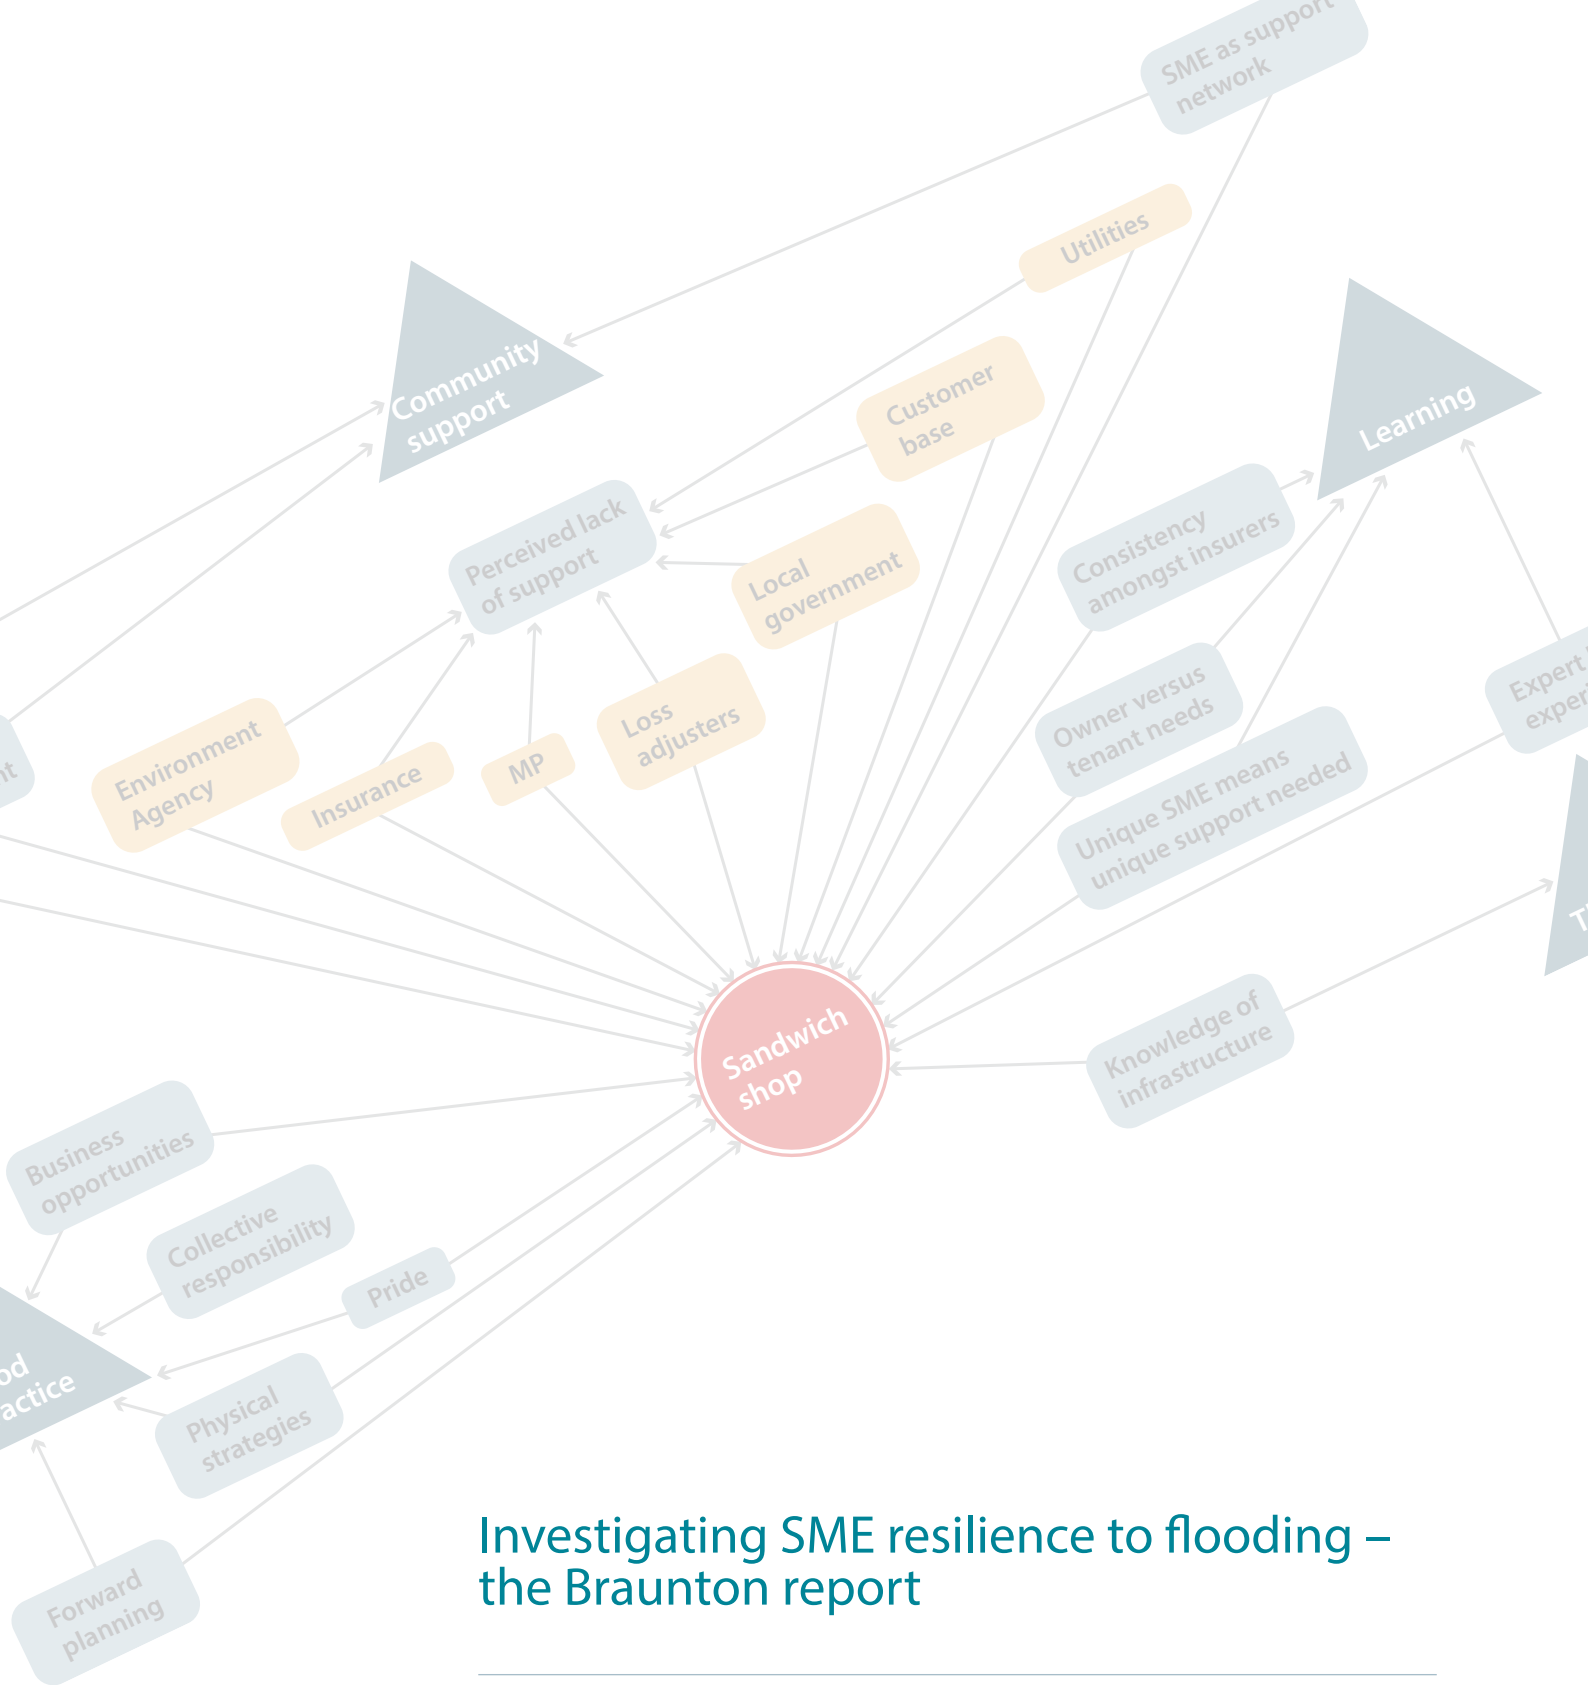 SME as support
network
Utilities
Community
support
Customer
base
Learning
Perceived lack
of support
Local
government
Consistency
amongst insurers
Environment
Agency
Insurance
MP
Loss
adjusters
Owner versus
tenant needs
Expert
Unique SME means
unique support needed
Sandwich
shop
Knowledge of
infrastructure
Business
opportunities
Collective
responsibility
Pride
Physical
strategies
Forward
planning
Investigating SME resilience to flooding –
the Braunton report